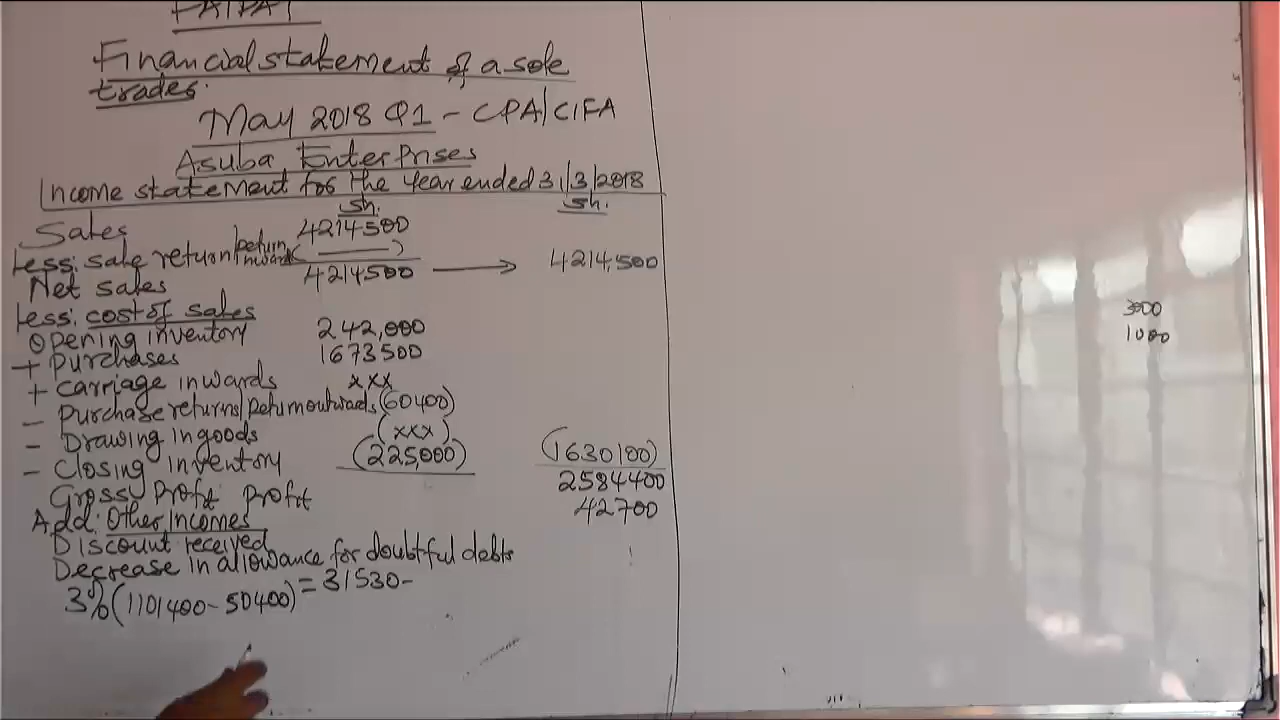 FA/PA1
Financial statement of a sole
trader.
May 2018 Q1 - CPA/CIFA
Asuba Enterprises
Income statement for the Year ended 31/3/2018
sh. sh.
Sales 4214500
Less: sale return/return inwards ( —— )
Net sales 4214500 → 4214,500
Less: cost of sales
Opening inventory 242,000
+ Purchases 1673500
+ Carriage inwards xxx
- Purchase returns/Return outwards (60400)
- Drawing in goods (xxx)
- Closing inventory (225,000) (1630100)
Gross Profit profit 2584400
Add: Other Incomes
Discount received 42700
Decrease in allowance for doubtful debts
3% (1101400 - 50400) = 31530 -
3000
1000